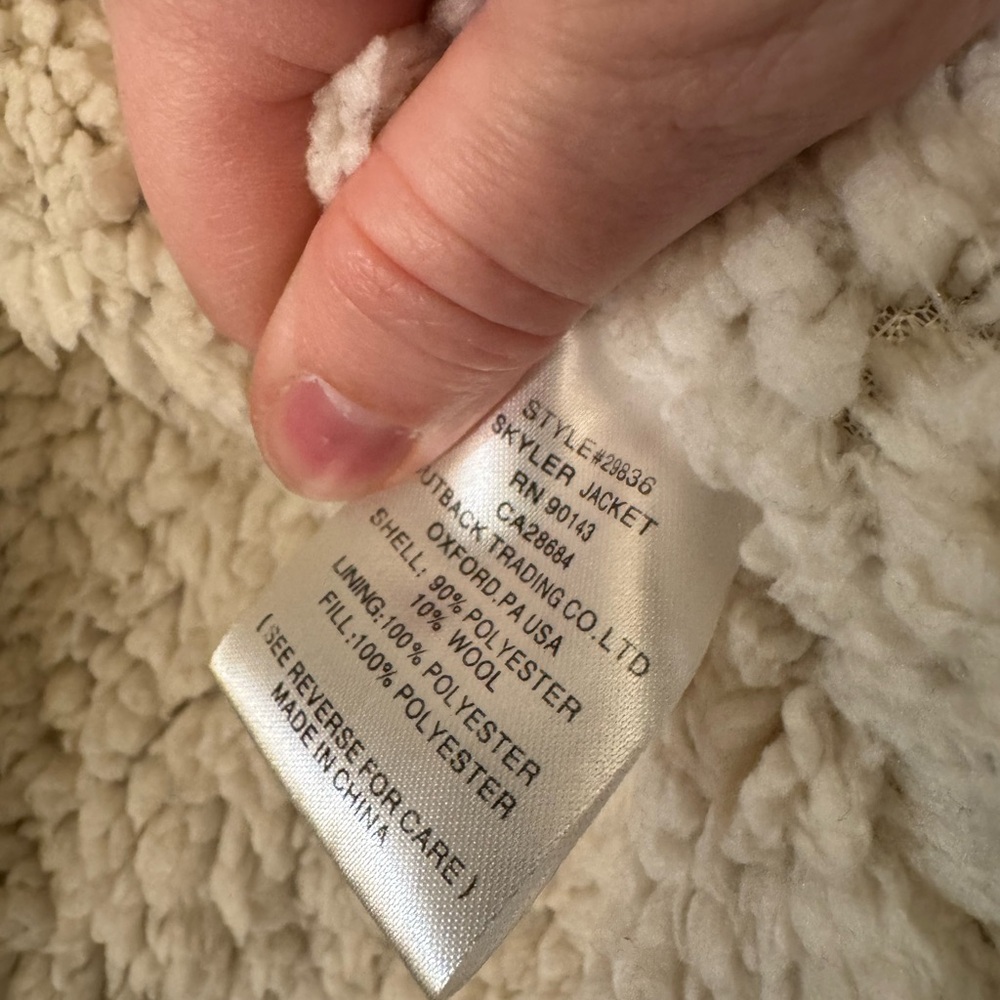 STYLE#29836
SKYLER JACKET
RN 90143
CA28684
UTBACK TRADING CO.LTD
OXFORD.PA USA
SHELL: 90% POLYESTER
10% WOOL
LINING:100% POLYESTER
FILL:100% POLYESTER
( SEE REVERSE FOR CARE )
MADE IN CHINA